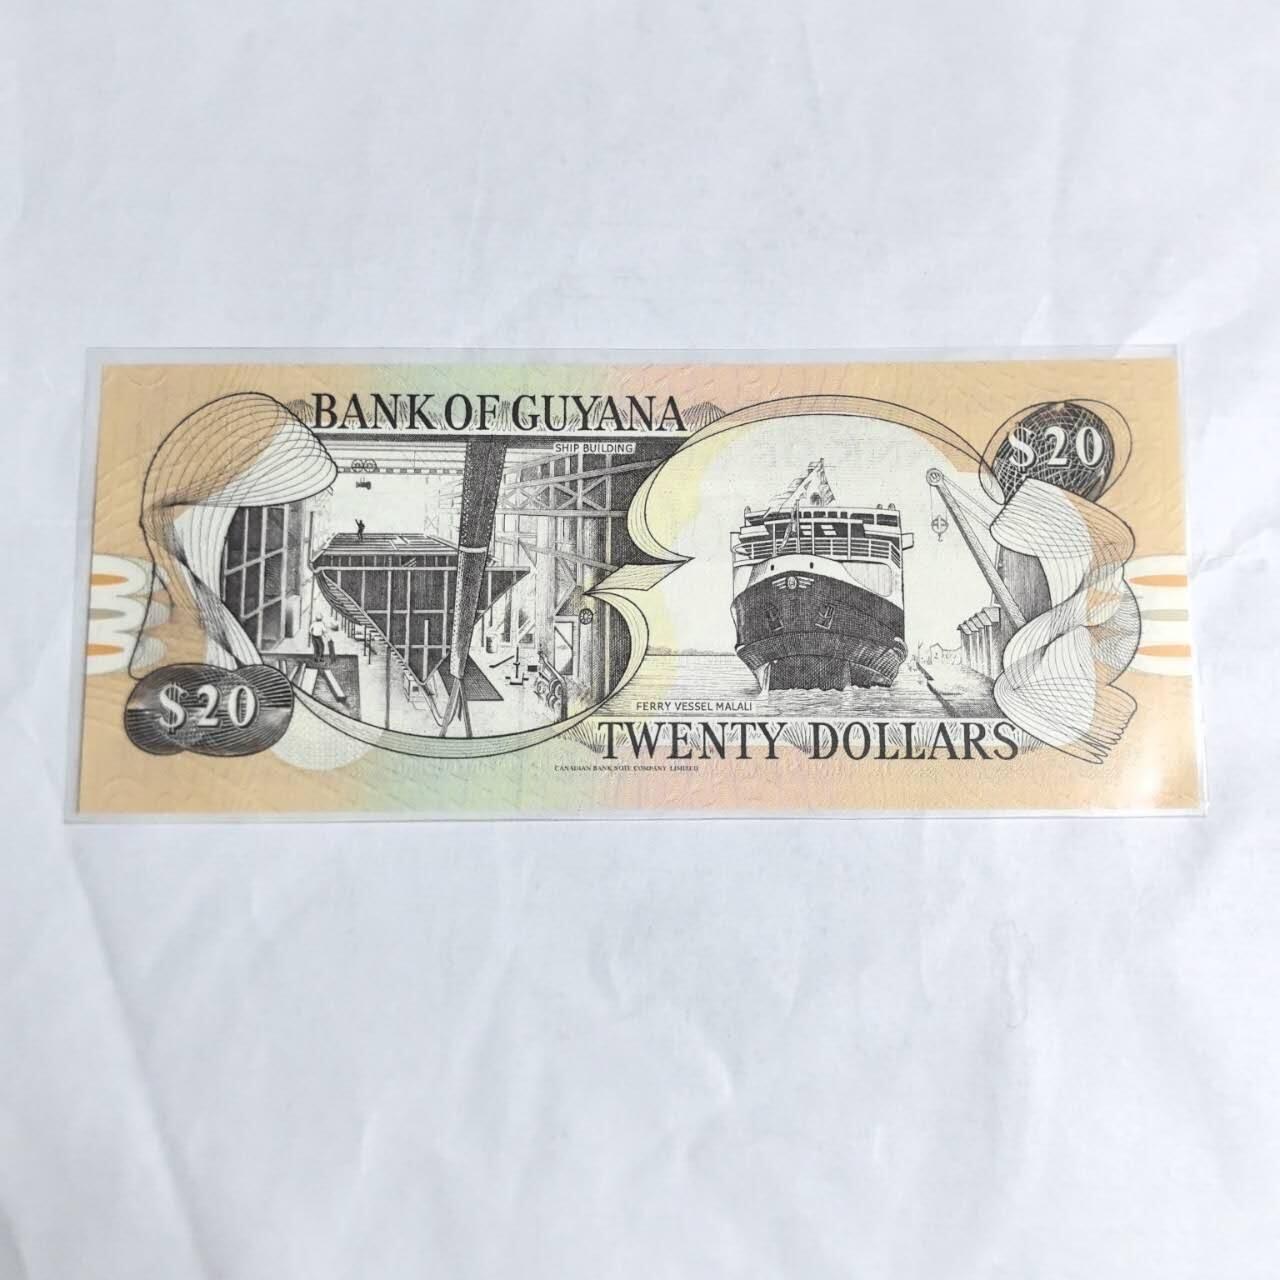 BANK OF GUYANA
SHIP BUILDING
$20
$20
FERRY VESSEL MALALI
TWENTY DOLLARS
CANADIAN BANK NOTE COMPANY LIMITED